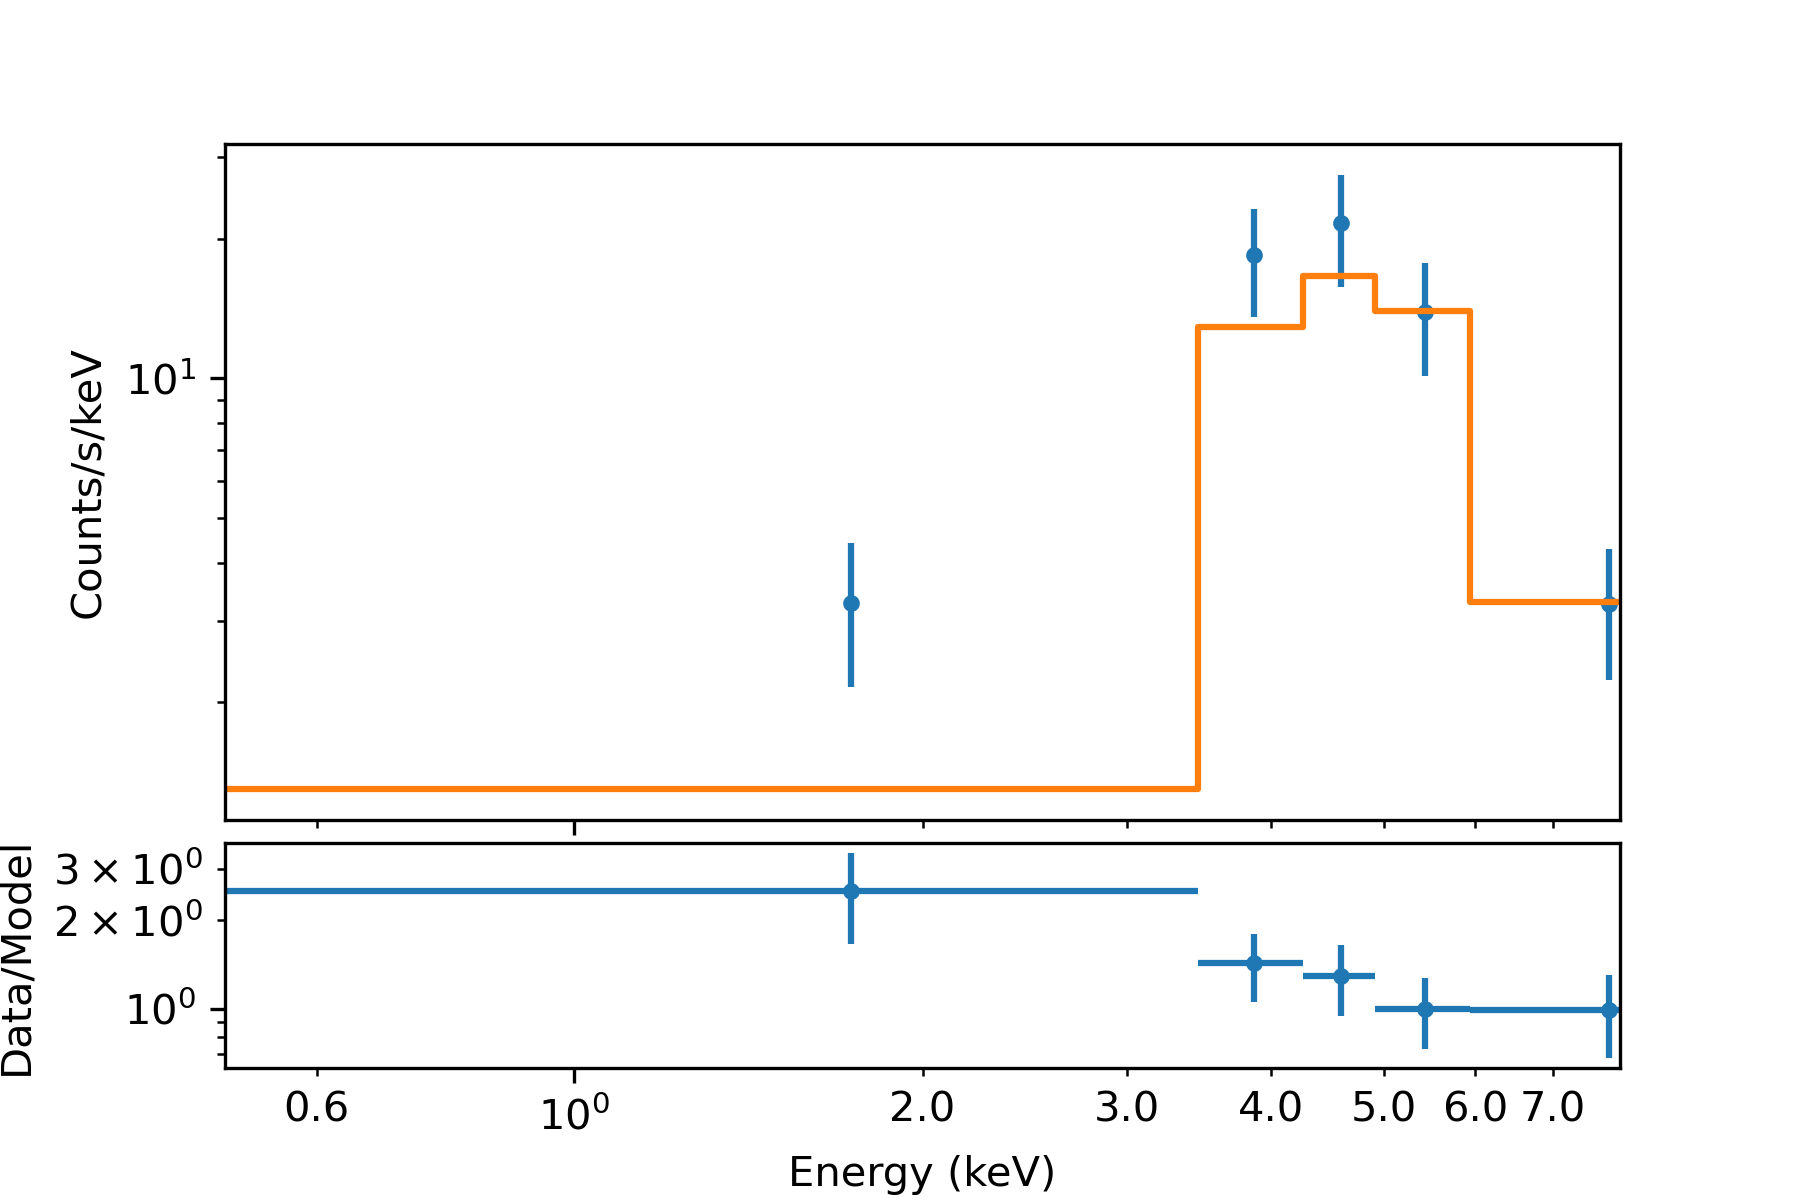 Counts/s/keV
10¹
Data/Model
3 × 10⁰
2 × 10⁰
10⁰
0.6 10⁰ 2.0 3.0 4.0 5.0 6.0 7.0
Energy (keV)